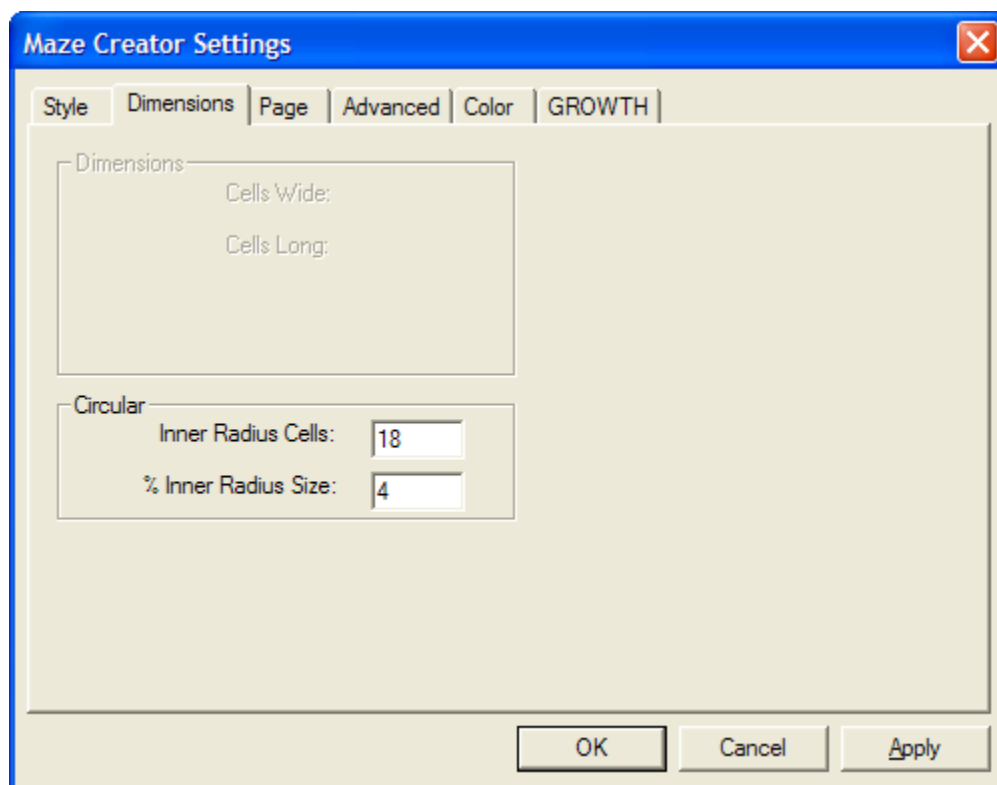 Maze Creator Settings
Style Dimensions Page Advanced Color GROWTH
Dimensions
Cells Wide:
Cells Long:
Circular
Inner Radius Cells: 18
% Inner Radius Size: 4
OK Cancel Apply